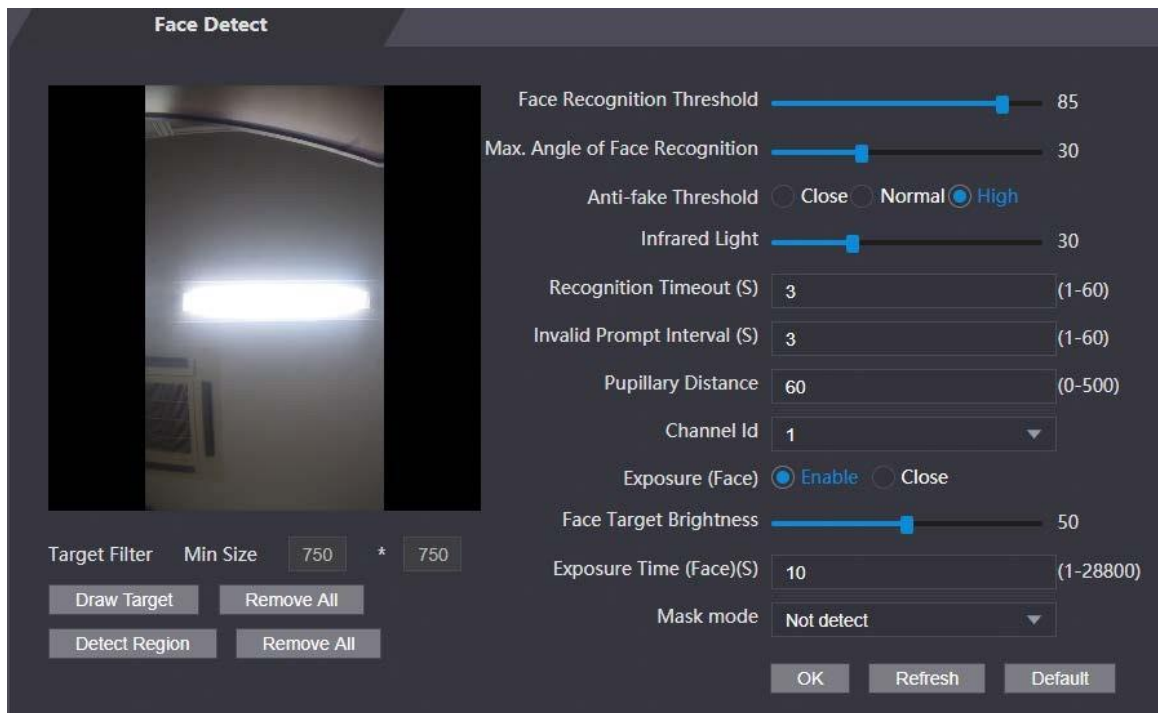 Face Detect
Face Recognition Threshold 85
Max. Angle of Face Recognition 30
Anti-fake Threshold Close Normal High
Infrared Light 30
Recognition Timeout (S) 3 (1-60)
Invalid Prompt Interval (S) 3 (1-60)
Pupillary Distance 60 (0-500)
Channel Id 1
Exposure (Face) Enable Close
Face Target Brightness 50
Exposure Time (Face)(S) 10 (1-28800)
Mask mode Not detect
OK Refresh Default
Target Filter Min Size 750 * 750
Draw Target Remove All
Detect Region Remove All